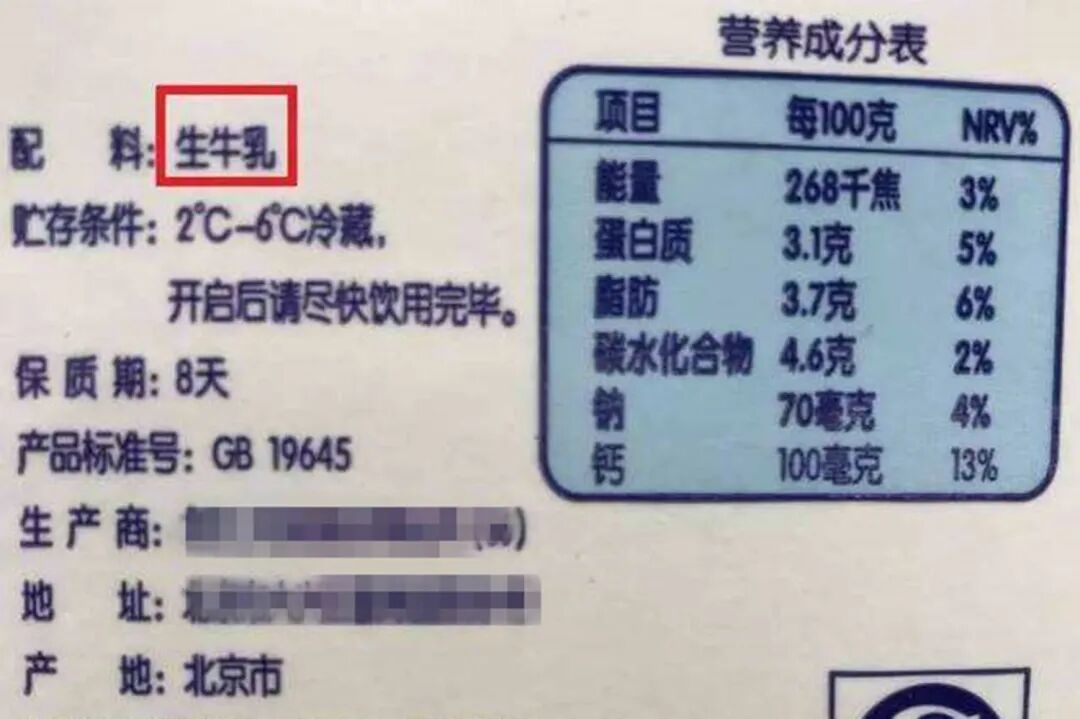 配 料：生牛乳
贮存条件：2℃-6℃冷藏，
开启后请尽快饮用完毕。
保 质 期：8天
产品标准号：GB 19645
生 产 商：
地 址：
产 地：北京市
营养成分表
项目 每100克 NRV%
能量 268千焦 3%
蛋白质 3.1克 5%
脂肪 3.7克 6%
碳水化合物 4.6克 2%
钠 70毫克 4%
钙 100毫克 13%